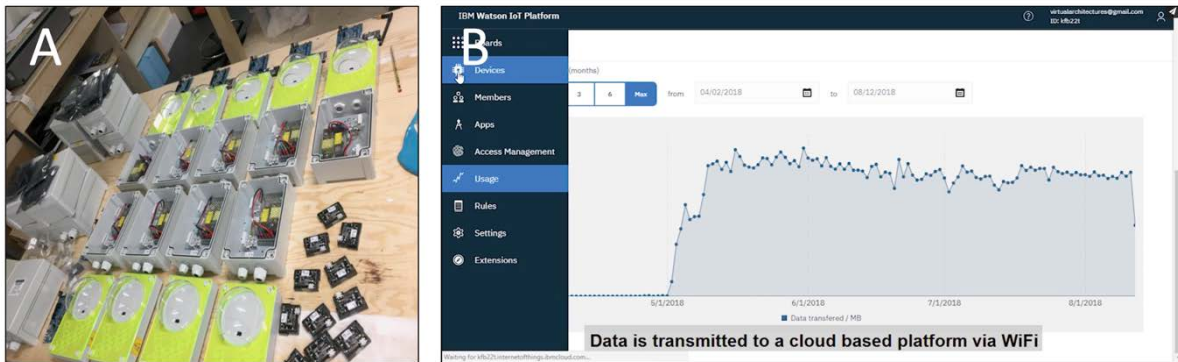 A
IBM Watson IoT Platform
virtualarchitectures@gmail.com
ID: kfb22l
B
Boards
Devices
Members
Apps
Access Management
Usage
Rules
Settings
Extensions
(months)
3 6 Max from 04/02/2018 to 08/12/2018
5/1/2018 6/1/2018 7/1/2018 8/1/2018
Data transfered / MB
Data is transmitted to a cloud based platform via WiFi
Waiting for kfb22l.internetofthings.ibmcloud.com...